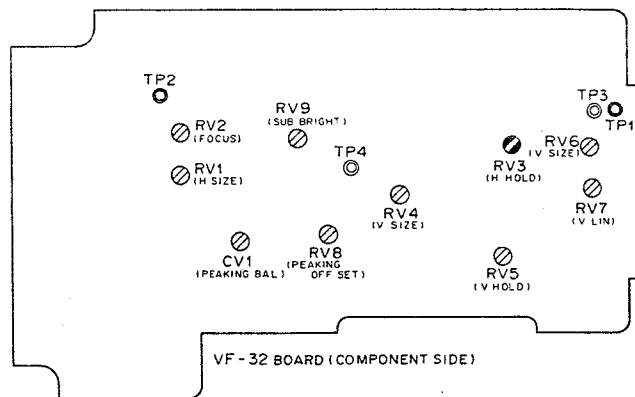 TP2
TP3
TP1
RV2
(FOCUS)
RV9
(SUB BRIGHT)
RV6
(V SIZE)
RV1
(H SIZE)
TP4
RV3
(H HOLD)
RV4
(V SIZE)
RV7
(V LIN)
CV1
(PEAKING BAL)
RV8
(PEAKING
OFF SET)
RV5
(V HOLD)
VF-32 BOARD (COMPONENT SIDE)